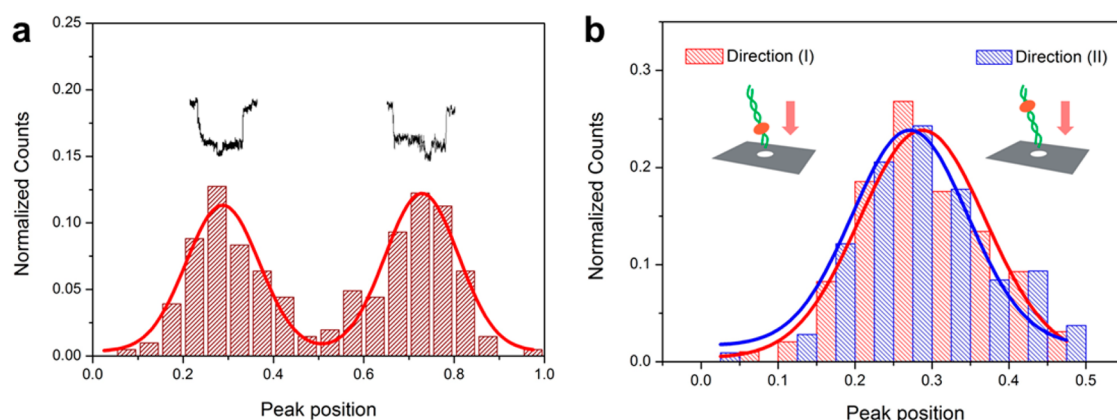 a
0.25
0.20
0.15
0.10
0.05
0.00
Normalized Counts
0.0 0.2 0.4 0.6 0.8 1.0
Peak position
b
Direction (I) Direction (II)
0.3
0.2
0.1
0.0
Normalized Counts
0.0 0.1 0.2 0.3 0.4 0.5
Peak position